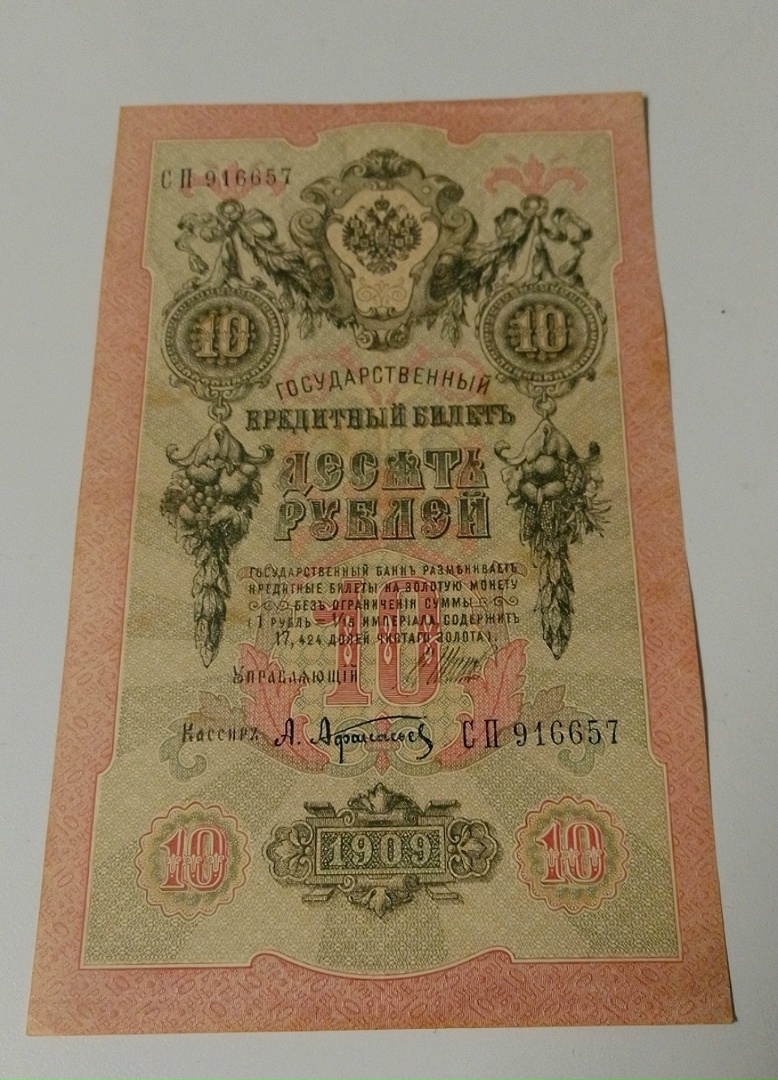 СП 916657
10 10
ГОСУДАРСТВЕННЫЙ
КРЕДИТНЫЙ БИЛЕТЪ
ДЕСЯТЬ
РУБЛЕЙ
ГОСУДАРСТВЕННЫЙ БАНКЪ РАЗМѢНИВАЕТЪ
КРЕДИТНЫЕ БИЛЕТЫ НА ЗОЛОТУЮ МОНЕТУ
БЕЗЪ ОГРАНИЧЕНІЯ СУММЫ
(1 РУБЛЬ = 1/15 ИМПЕРІАЛА, СОДЕРЖИТЪ
17,424 ДОЛЕЙ ЧИСТАГО ЗОЛОТА).
10
Управляющій
Кассиръ А. Афанасьев СП 916657
10 1909 10